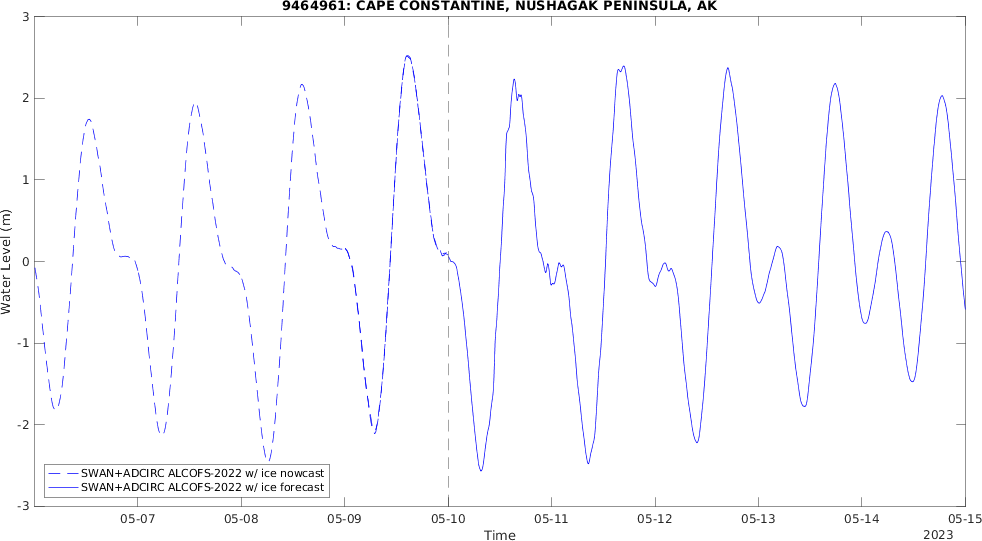 9464961: CAPE CONSTANTINE, NUSHAGAK PENINSULA, AK
3
2
1
0
-1
-2
-3
Water Level (m)
SWAN+ADCIRC ALCOFS-2022 w/ ice nowcast
SWAN+ADCIRC ALCOFS-2022 w/ ice forecast
05-07 05-08 05-09 05-10 05-11 05-12 05-13 05-14 05-15
Time
2023